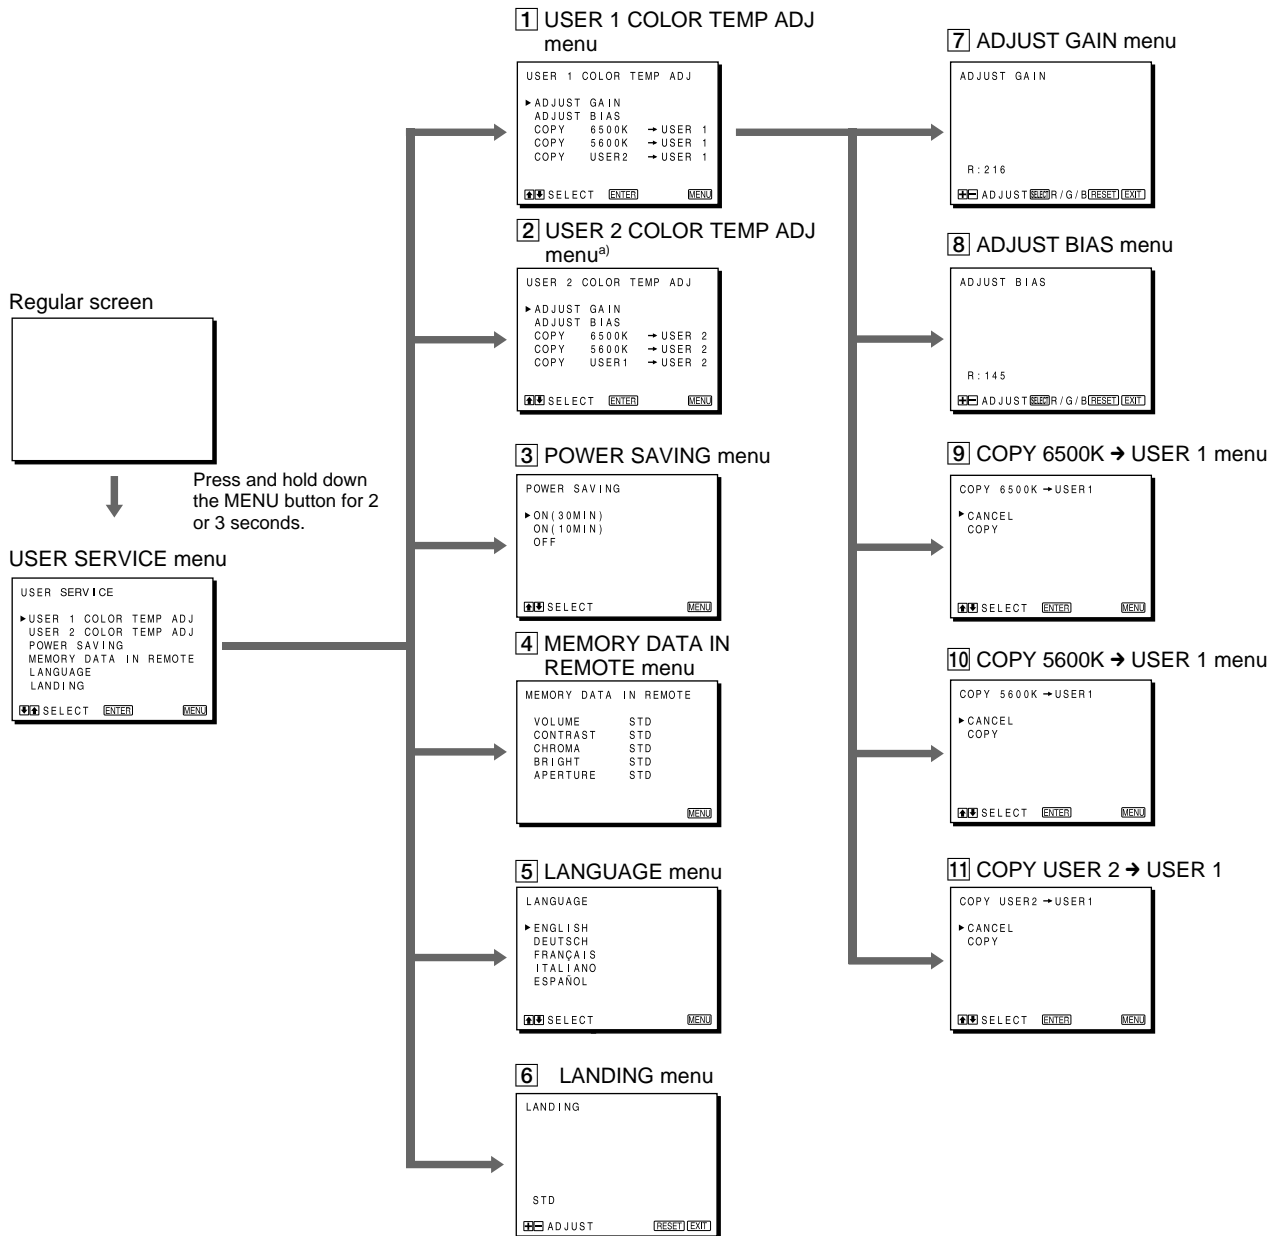 Regular screen
Press and hold down
the MENU button for 2
or 3 seconds.
USER SERVICE menu
USER SERVICE
►USER 1 COLOR TEMP ADJ
USER 2 COLOR TEMP ADJ
POWER SAVING
MEMORY DATA IN REMOTE
LANGUAGE
LANDING
SELECT ENTER MENU
1 USER 1 COLOR TEMP ADJ
menu
USER 1 COLOR TEMP ADJ
►ADJUST GAIN
ADJUST BIAS
COPY 6500K →USER 1
COPY 5600K →USER 1
COPY USER2 →USER 1
SELECT ENTER MENU
2 USER 2 COLOR TEMP ADJ
menu a)
USER 2 COLOR TEMP ADJ
►ADJUST GAIN
ADJUST BIAS
COPY 6500K →USER 2
COPY 5600K →USER 2
COPY USER1 →USER 2
SELECT ENTER MENU
3 POWER SAVING menu
POWER SAVING
►ON(30MIN)
ON(10MIN)
OFF
SELECT MENU
4 MEMORY DATA IN
REMOTE menu
MEMORY DATA IN REMOTE
VOLUME STD
CONTRAST STD
CHROMA STD
BRIGHT STD
APERTURE STD
MENU
5 LANGUAGE menu
LANGUAGE
►ENGLISH
DEUTSCH
FRANÇAIS
ITALIANO
ESPAÑOL
SELECT MENU
6 LANDING menu
LANDING
STD
+- ADJUST RESET EXIT
7 ADJUST GAIN menu
ADJUST GAIN
R:216
+- ADJUST SELECT R/G/B RESET EXIT
8 ADJUST BIAS menu
ADJUST BIAS
R:145
+- ADJUST SELECT R/G/B RESET EXIT
9 COPY 6500K → USER 1 menu
COPY 6500K →USER1
►CANCEL
COPY
SELECT ENTER MENU
10 COPY 5600K → USER 1 menu
COPY 5600K →USER1
►CANCEL
COPY
SELECT ENTER MENU
11 COPY USER 2 → USER 1
COPY USER2 →USER1
►CANCEL
COPY
SELECT ENTER MENU